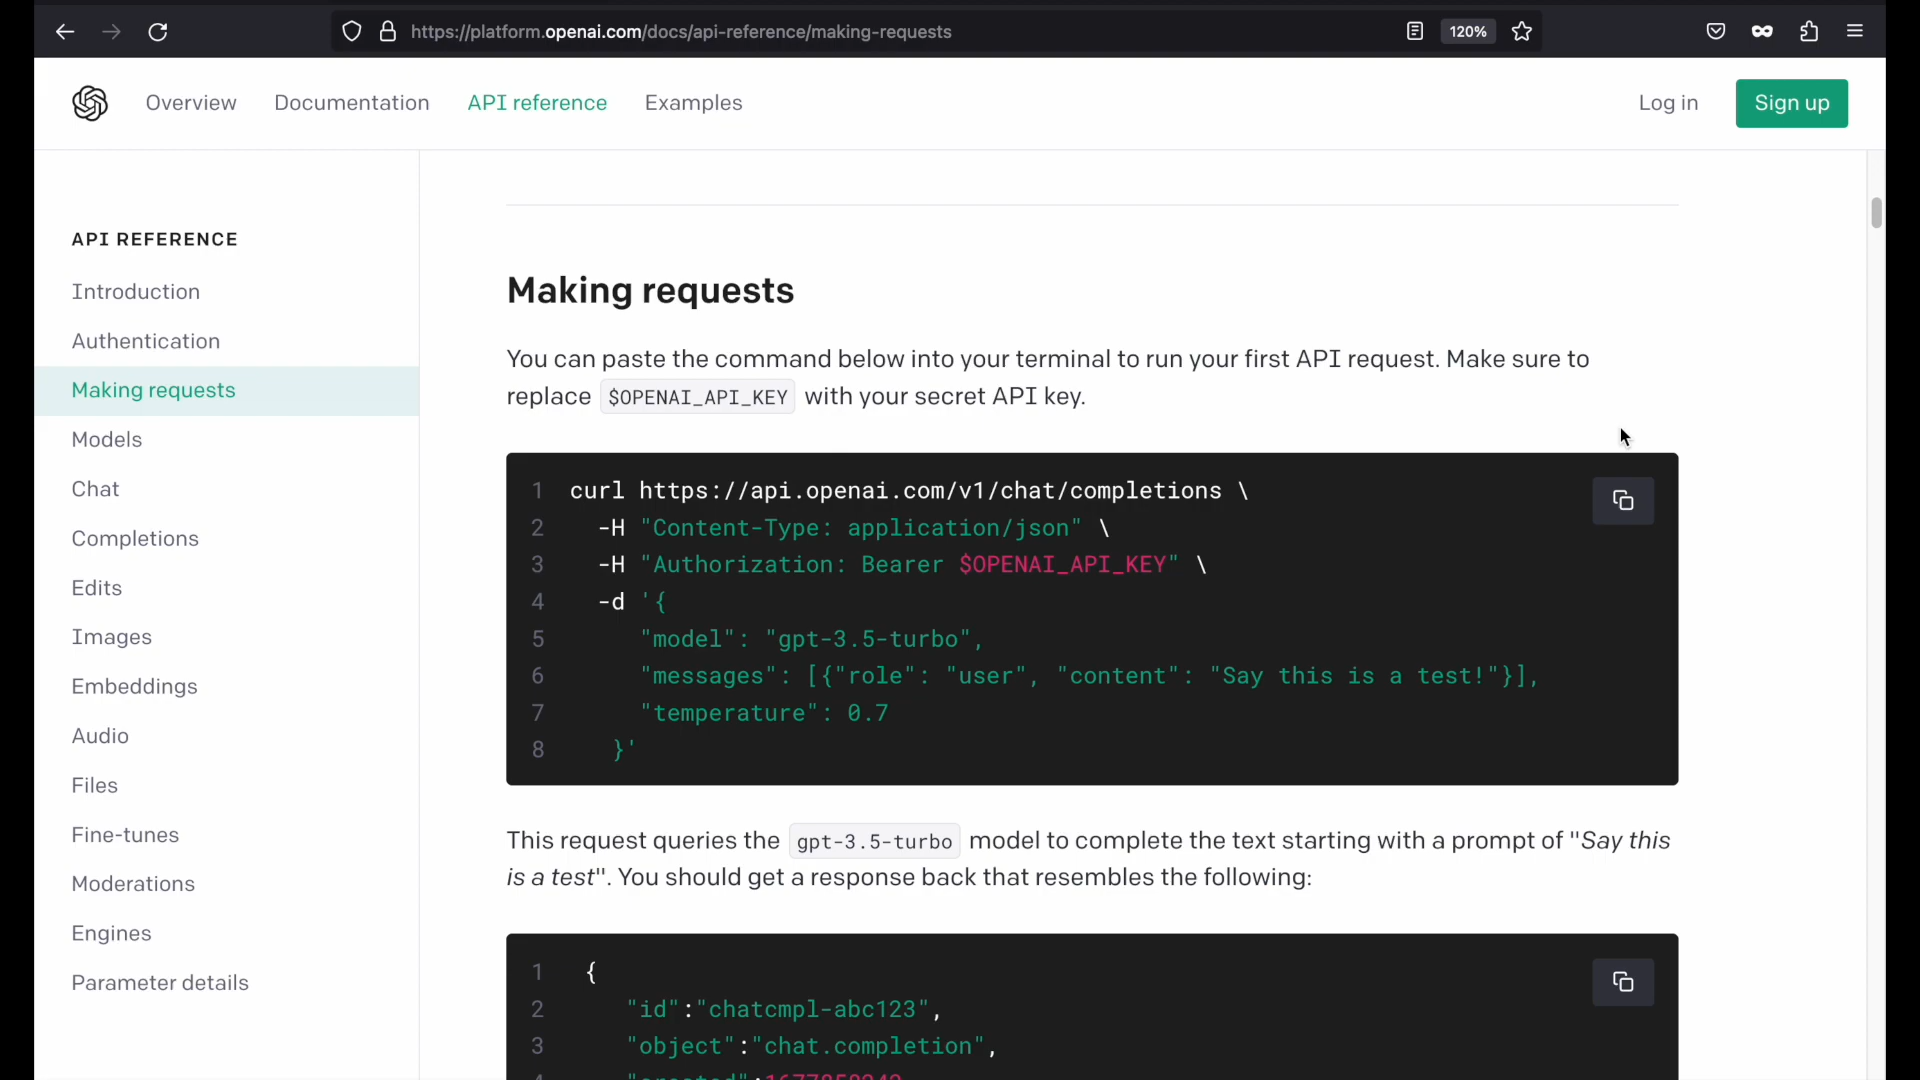 https://platform.openai.com/docs/api-reference/making-requests
120%
Overview
Documentation
API reference
Examples
Log in
Sign up
API REFERENCE
Introduction
Authentication
Making requests
Models
Chat
Completions
Edits
Images
Embeddings
Audio
Files
Fine-tunes
Moderations
Engines
Parameter details
Making requests
You can paste the command below into your terminal to run your first API request. Make sure to
replace $OPENAI_API_KEY with your secret API key.
1 curl https://api.openai.com/v1/chat/completions \
2 -H "Content-Type: application/json" \
3 -H "Authorization: Bearer $OPENAI_API_KEY" \
4 -d '{
5 "model": "gpt-3.5-turbo",
6 "messages": [{"role": "user", "content": "Say this is a test!"}],
7 "temperature": 0.7
8 }'
This request queries the gpt-3.5-turbo model to complete the text starting with a prompt of "Say this
is a test". You should get a response back that resembles the following:
1 {
2 "id":"chatcmpl-abc123",
3 "object":"chat.completion",